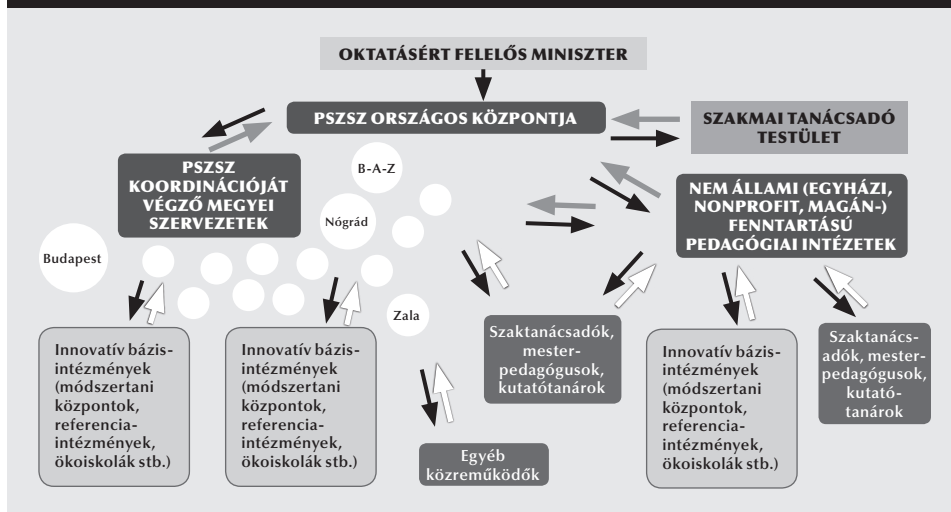 OKTATÁSÉRT FELELŐS MINISZTER
PSZSZ ORSZÁGOS KÖZPONTJA
SZAKMAI TANÁCSADÓ
TESTÜLET
PSZSZ
KOORDINÁCIÓJÁT
VÉGZŐ MEGYEI
SZERVEZETEK
B-A-Z
Nógrád
Budapest
Zala
NEM ÁLLAMI (EGYHÁZI,
NONPROFIT, MAGÁN-)
FENNTARTÁSÚ
PEDAGÓGIAI INTÉZETEK
Innovatív bázis-
intézmények
(módszertani
központok,
referencia-
intézmények,
ökoiskolák stb.)
Innovatív bázis-
intézmények
(módszertani
központok,
referencia-
intézmények,
ökoiskolák stb.)
Szaktanácsadók,
mester-
pedagógusok,
kutatótanárok
Egyéb
közreműködők
Innovatív bázis-
intézmények
(módszertani
központok,
referencia-
intézmények,
ökoiskolák stb.)
Szaktanács-
adók, mester-
pedagógusok,
kutató-
tanárok